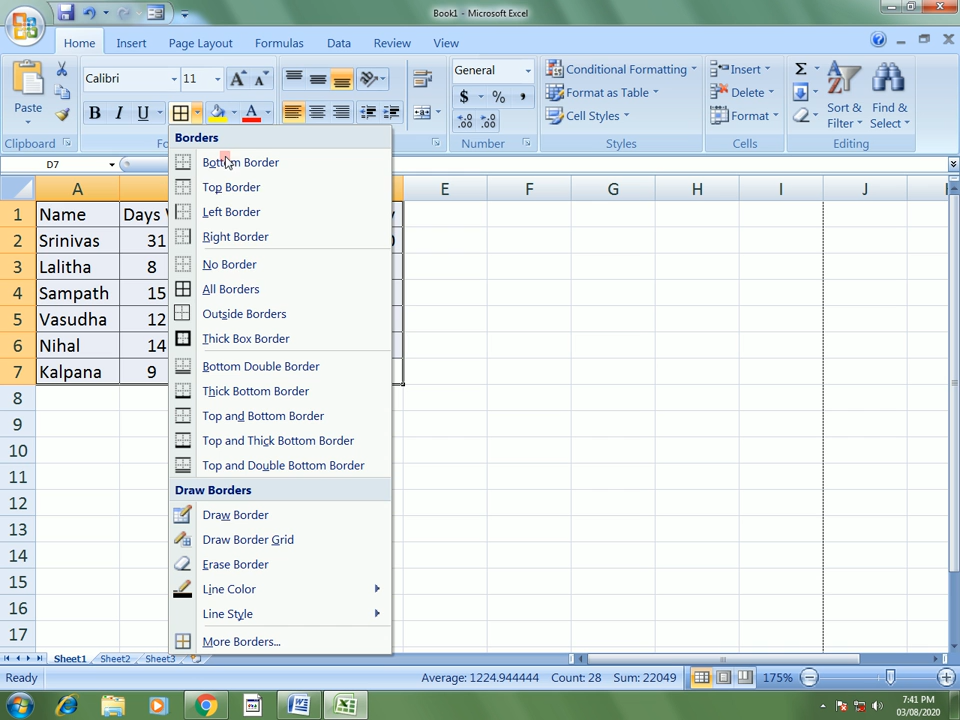 Book1 - Microsoft Excel
Home Insert Page Layout Formulas Data Review View
Calibri 11 General Conditional Formatting Insert Σ
Paste B I U A $ % , Format as Table Delete Sort & Find &
Cell Styles Format Filter Select
Clipboard Number Styles Cells
D7
Borders
Bottom Border
Top Border
Left Border
Right Border
No Border
All Borders
Outside Borders
Thick Box Border
Bottom Double Border
Thick Bottom Border
Top and Bottom Border
Top and Thick Bottom Border
Top and Double Bottom Border
Draw Borders
Draw Border
Draw Border Grid
Erase Border
Line Color
Line Style
More Borders...
A E F G H I J
1 Name Days
2 Srinivas 31
3 Lalitha 8
4 Sampath 15
5 Vasudha 12
6 Nihal 14
7 Kalpana 9
8
9
10
11
12
13
14
15
16
17
Sheet1 Sheet2 Sheet3
Ready Average: 1224.944444 Count: 28 Sum: 22049 175%
7:41 PM
03/08/2020